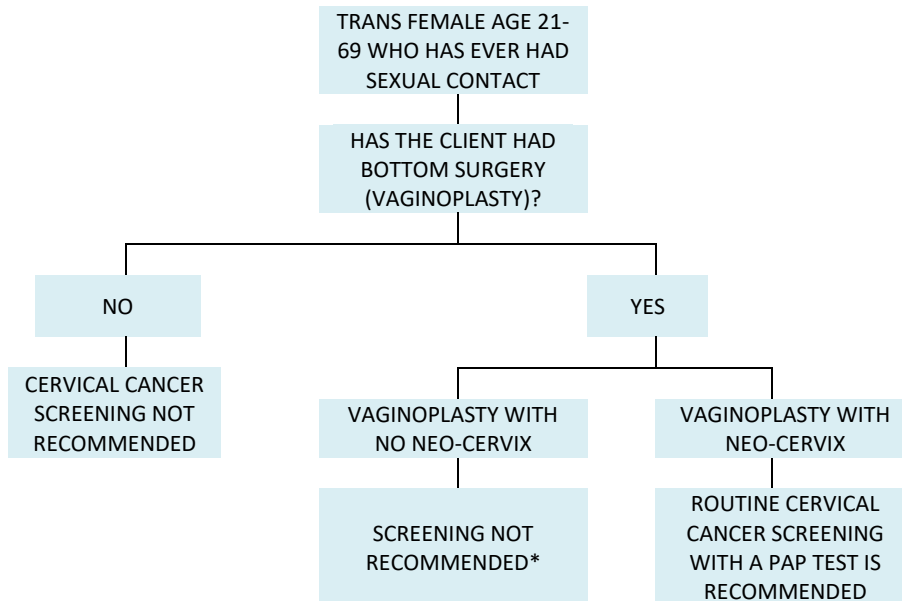 TRANS FEMALE AGE 21-
69 WHO HAS EVER HAD
SEXUAL CONTACT
HAS THE CLIENT HAD
BOTTOM SURGERY
(VAGINOPLASTY)?
NO
YES
CERVICAL CANCER
SCREENING NOT
RECOMMENDED
VAGINOPLASTY WITH
NO NEO-CERVIX
VAGINOPLASTY WITH
NEO-CERVIX
SCREENING NOT
RECOMMENDED*
ROUTINE CERVICAL
CANCER SCREENING
WITH A PAP TEST IS
RECOMMENDED